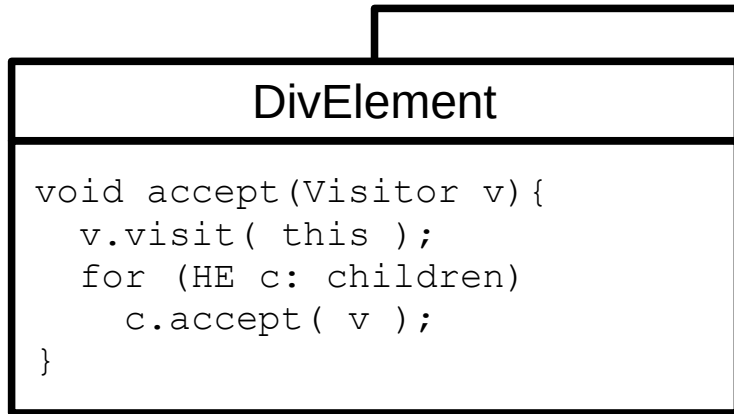 DivElement
void accept(Visitor v){
v.visit( this );
for (HE c: children)
c.accept( v );
}